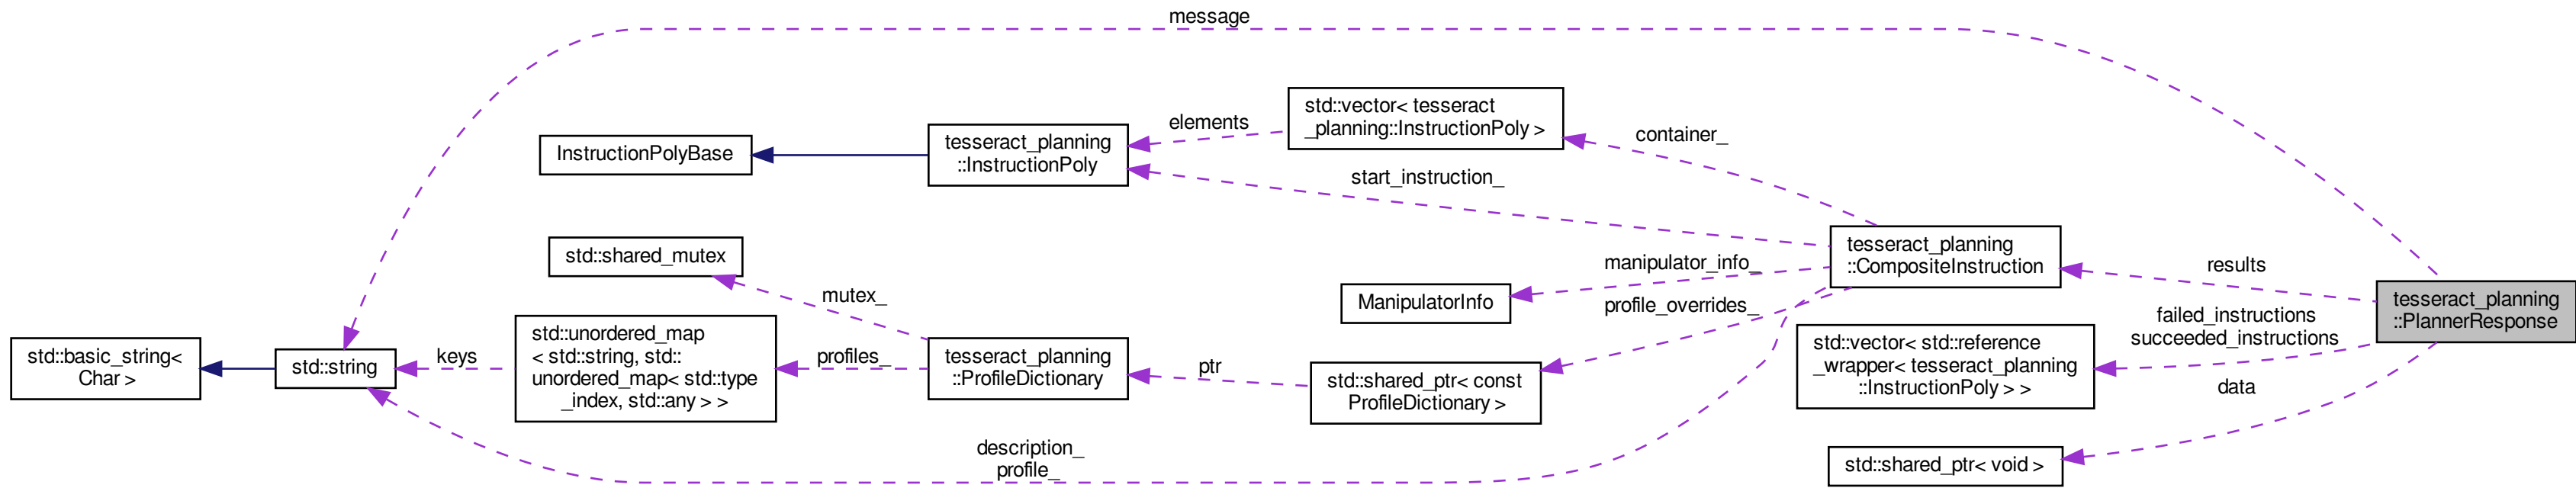 message
std::vector< tesseract
_planning::InstructionPoly >
elements
container_
tesseract_planning
::InstructionPoly
InstructionPolyBase
start_instruction_
std::shared_mutex
tesseract_planning
::CompositeInstruction
manipulator_info_
results
ManipulatorInfo
mutex_
profile_overrides_
tesseract_planning
::PlannerResponse
failed_instructions
succeeded_instructions
std::basic_string<
Char >
std::string
keys
std::unordered_map
< std::string, std::
unordered_map< std::type
_index, std::any > >
profiles_
tesseract_planning
::ProfileDictionary
ptr
std::shared_ptr< const
ProfileDictionary >
std::vector< std::reference
_wrapper< tesseract_planning
::InstructionPoly > >
data
description_
profile_
std::shared_ptr< void >